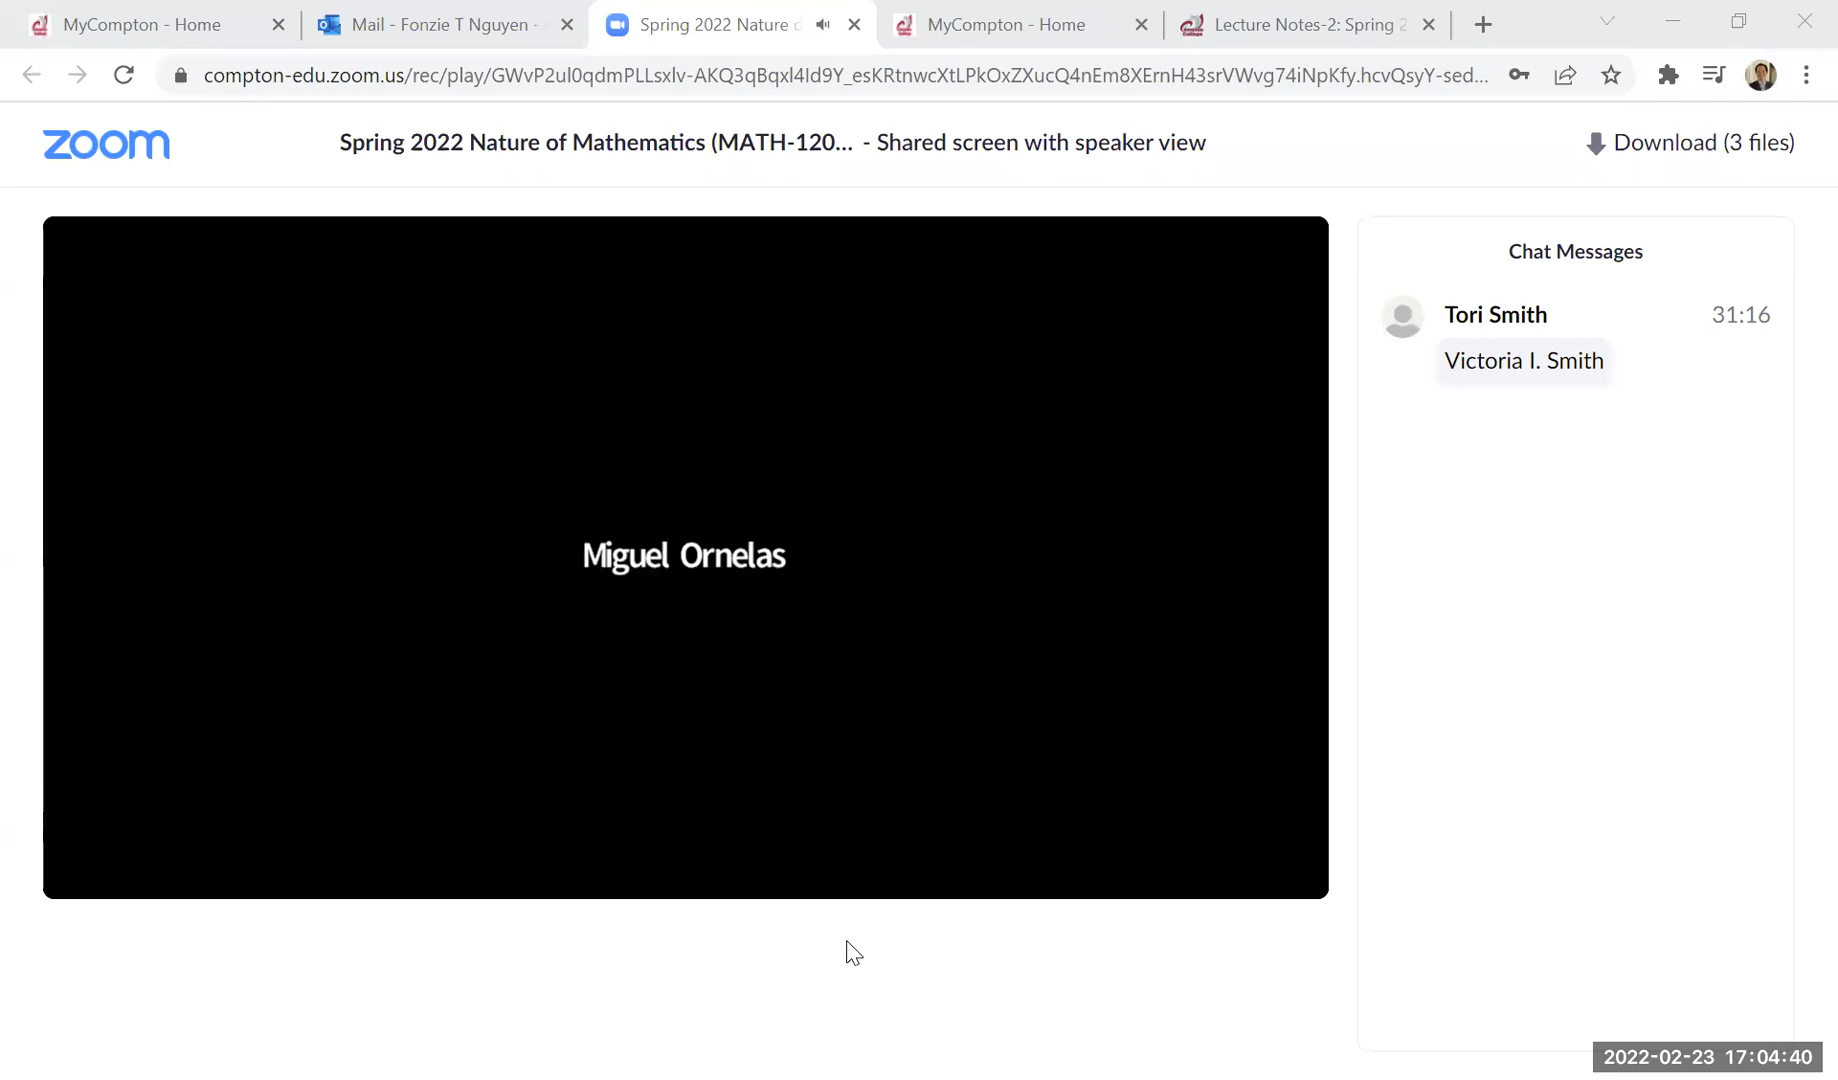 MyCompton - Home
Mail - Fonzie T Nguyen -
Spring 2022 Nature
MyCompton - Home
Lecture Notes-2: Spring 2
compton-edu.zoom.us/rec/play/GWvP2ul0qdmPLLsxlv-AKQ3qBqxl4Id9Y_esKRtnwcXtLPkOxZXucQ4nEm8XErnH43srVWvg74iNpKfy.hcvQsyY-sed...
zoom
Spring 2022 Nature of Mathematics (MATH-120... - Shared screen with speaker view
Download (3 files)
Miguel Ornelas
Chat Messages
Tori Smith 31:16
Victoria I. Smith
2022-02-23 17:04:40